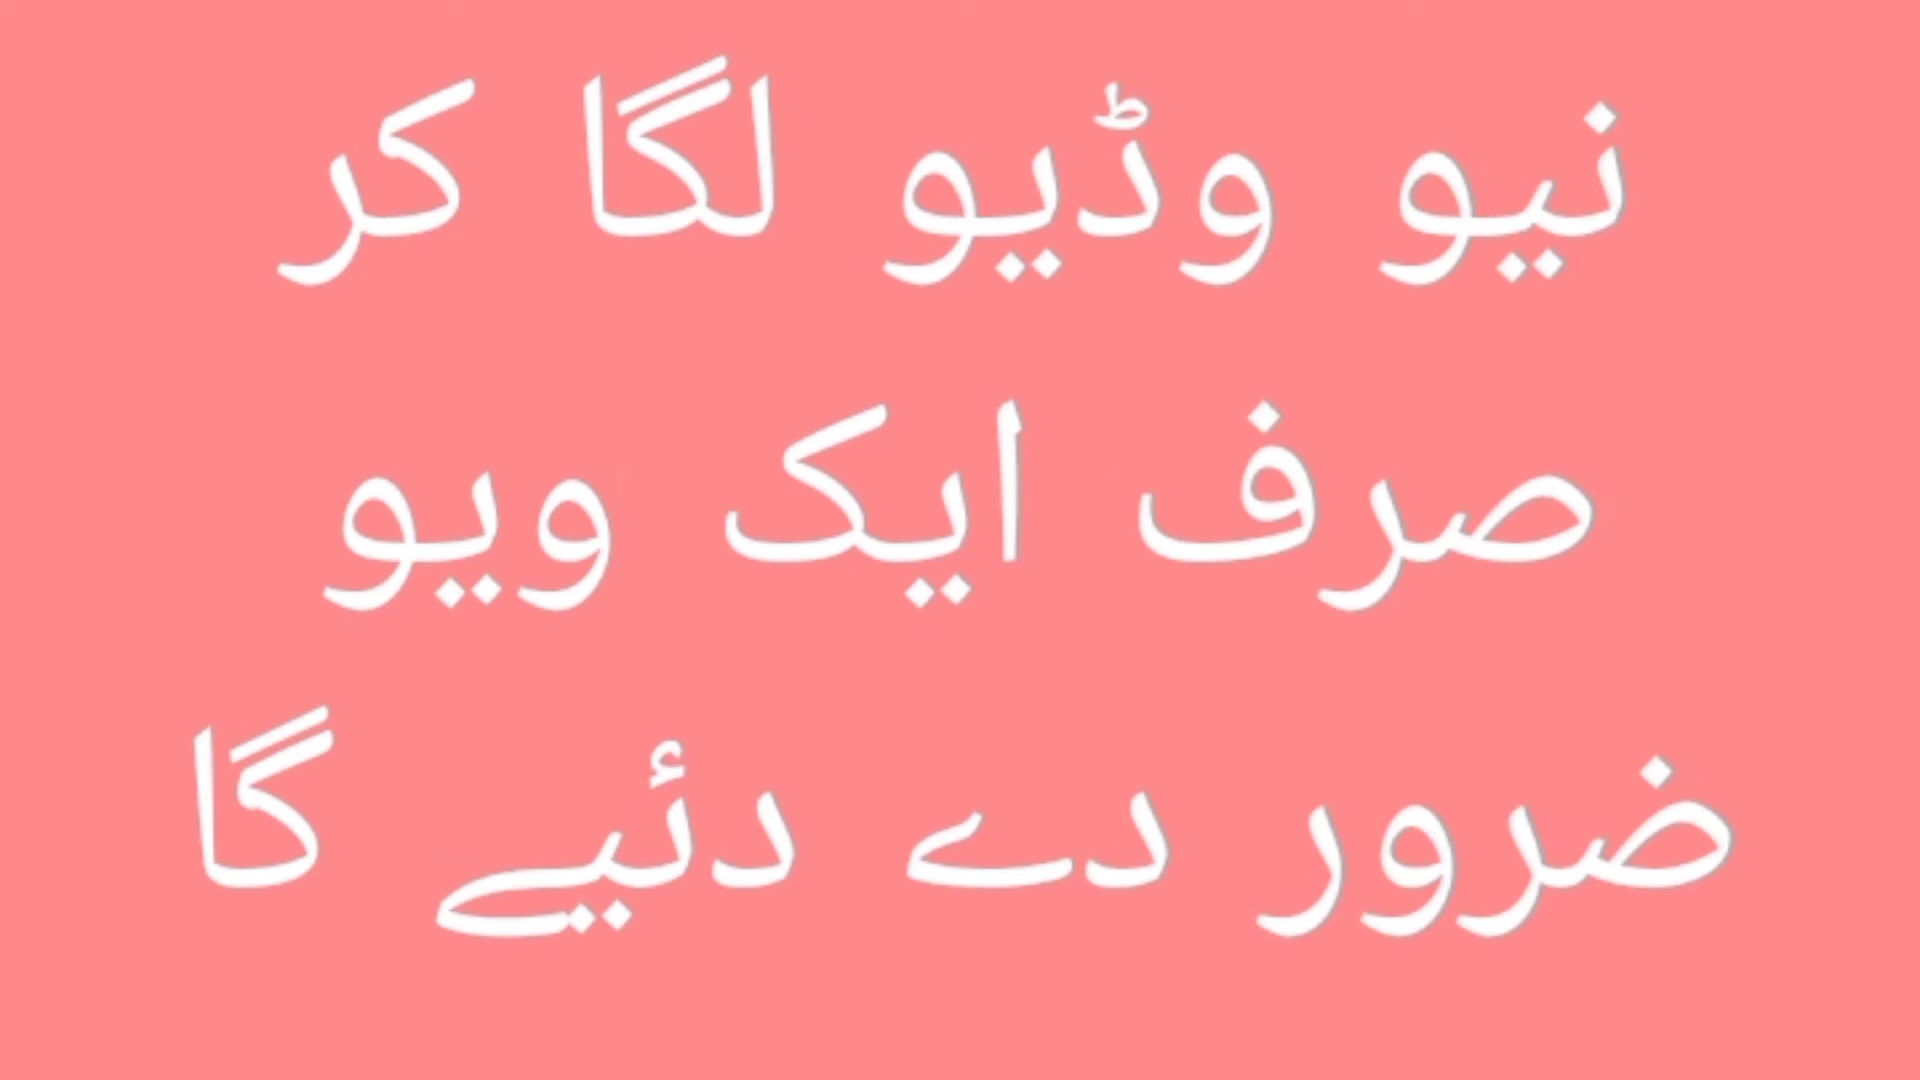 نیو وڈیو لگا کر
صرف ایک ویو
ضرور دے دئیے گا